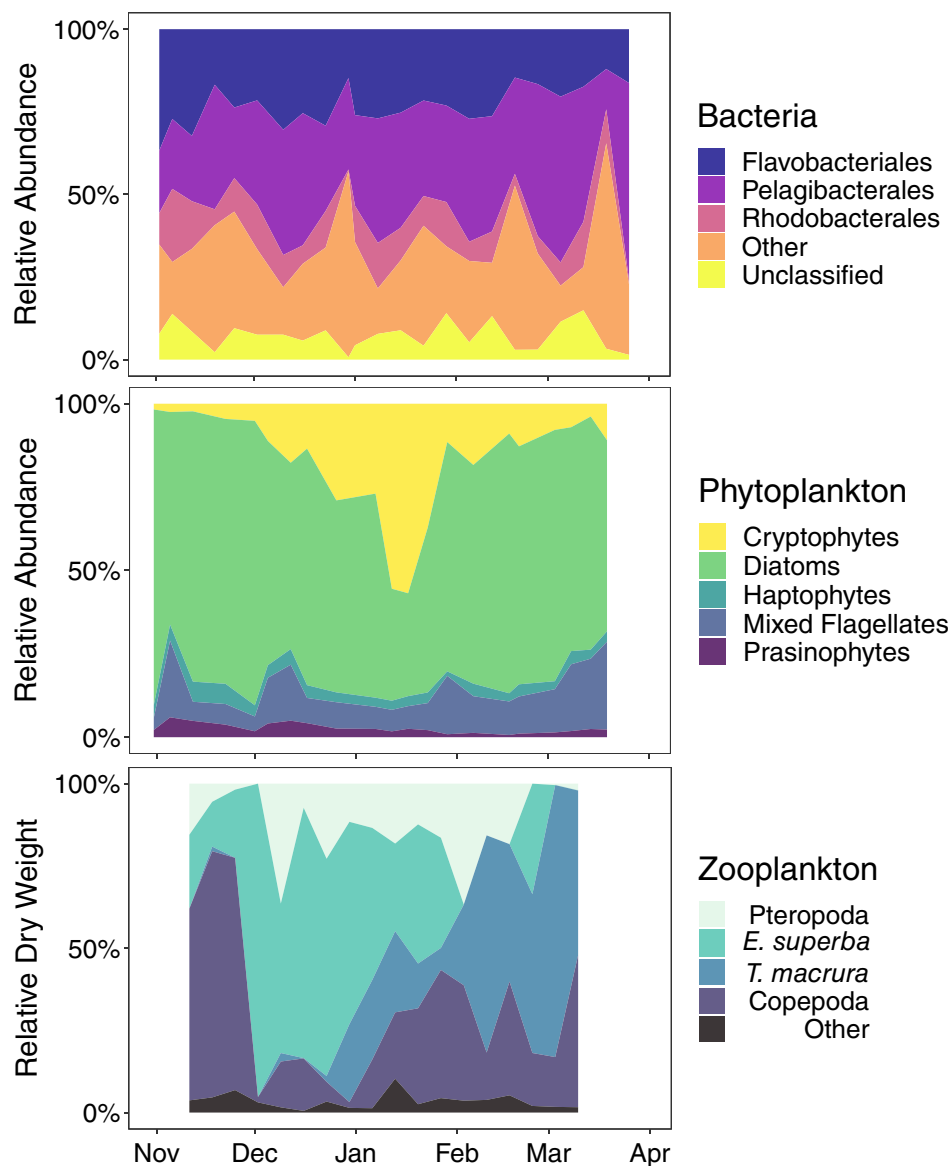 100%
50%
0%
Relative Abundance
Bacteria
Flavobacteriales
Pelagibacterales
Rhodobacterales
Other
Unclassified
100%
50%
0%
Relative Abundance
Phytoplankton
Cryptophytes
Diatoms
Haptophytes
Mixed Flagellates
Prasinophytes
100%
50%
0%
Relative Dry Weight
Zooplankton
Pteropoda
E. superba
T. macrura
Copepoda
Other
Nov Dec Jan Feb Mar Apr